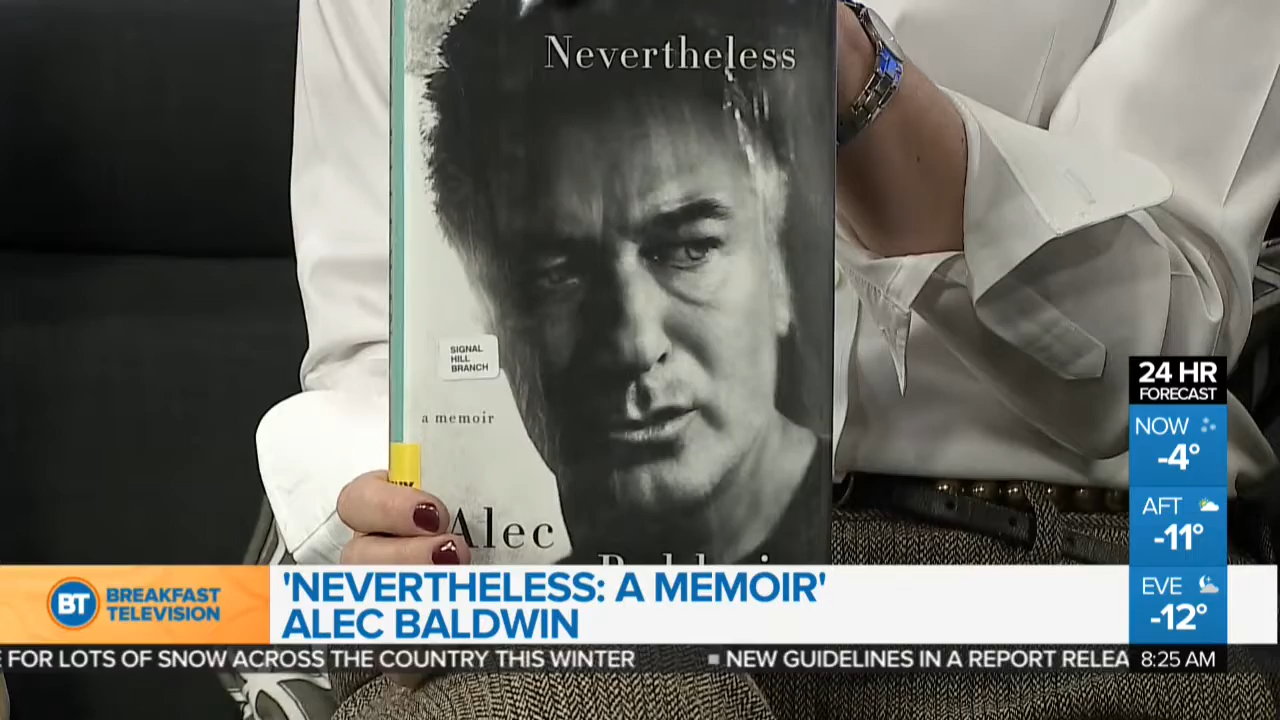 Nevertheless
SIGNAL
HILL
BRANCH
a memoir
Alec
24 HR
FORECAST
NOW
-4°
AFT
-11°
EVE
-12°
BT
BREAKFAST
TELEVISION
'NEVERTHELESS: A MEMOIR'
ALEC BALDWIN
FOR LOTS OF SNOW ACROSS THE COUNTRY THIS WINTER
NEW GUIDELINES IN A REPORT RELEA
8:25 AM